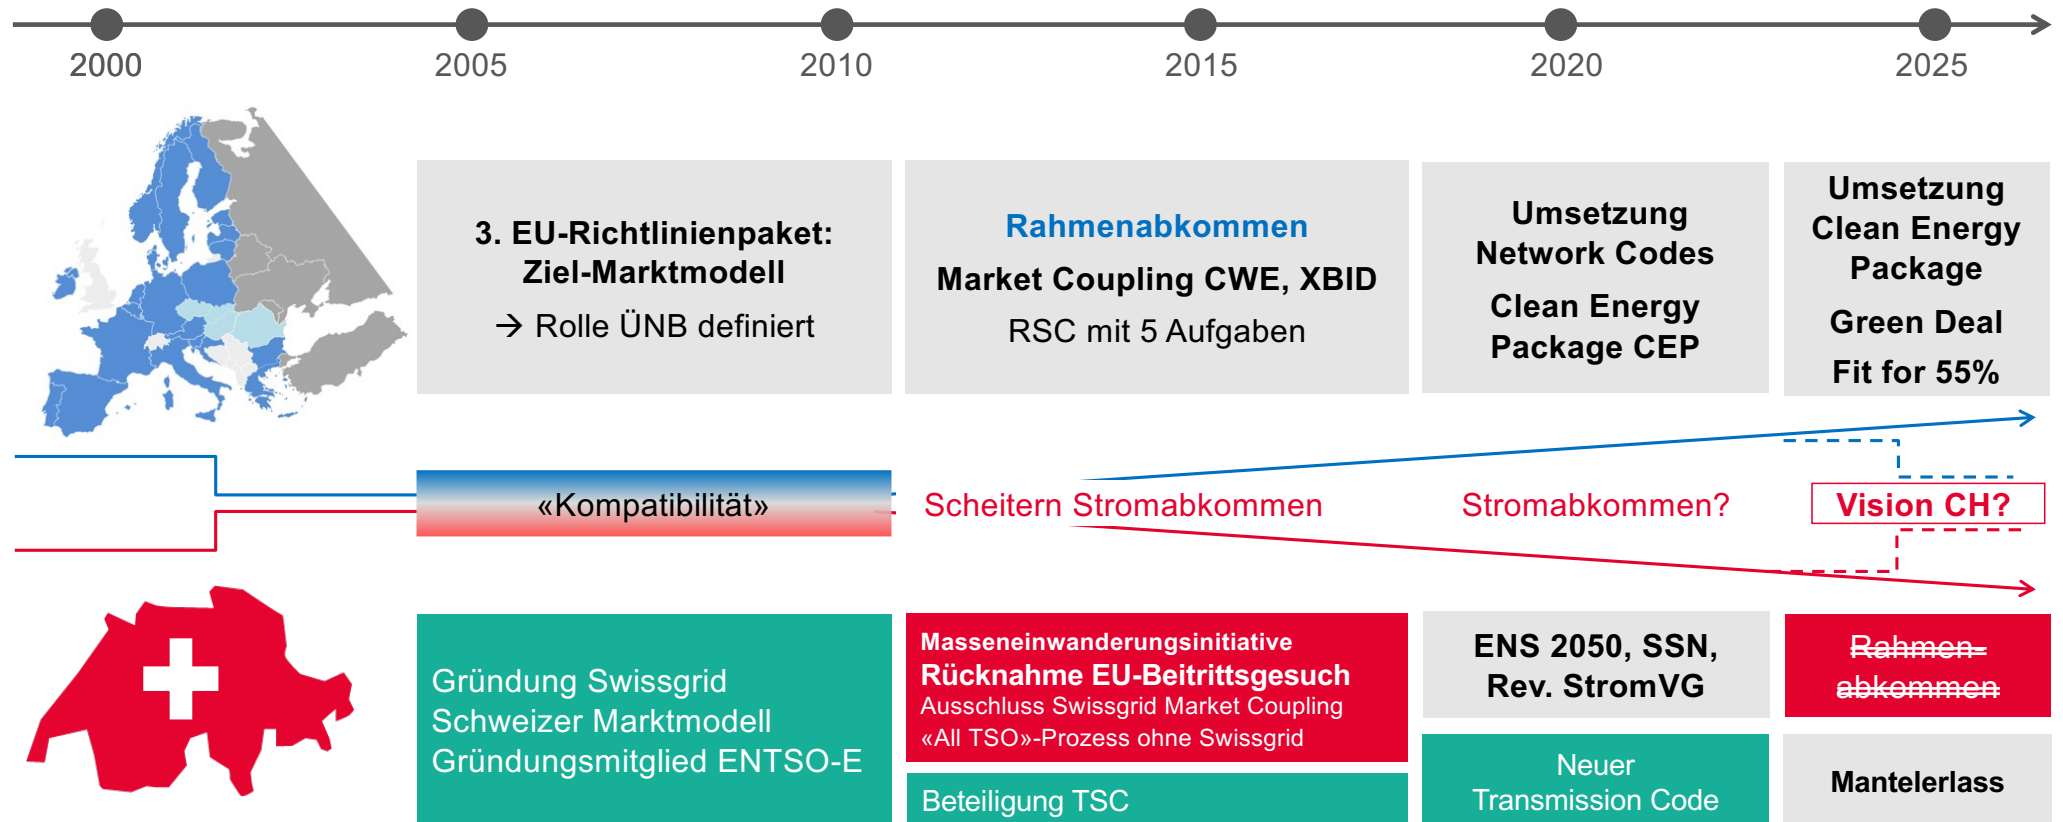 2000
2005
2010
2015
2020
2025
3. EU-Richtlinienpaket:
Ziel-Marktmodell
→ Rolle ÜNB definiert
Rahmenabkommen
Market Coupling CWE, XBID
RSC mit 5 Aufgaben
Umsetzung
Network Codes
Clean Energy
Package CEP
Umsetzung
Clean Energy
Package
Green Deal
Fit for 55%
«Kompatibilität»
Scheitern Stromabkommen
Stromabkommen?
Vision CH?
Gründung Swissgrid
Schweizer Marktmodell
Gründungsmitglied ENTSO-E
Masseneinwanderungsinitiative
Rücknahme EU-Beitrittsgesuch
Ausschluss Swissgrid Market Coupling
«All TSO»-Prozess ohne Swissgrid
Beteiligung TSC
ENS 2050, SSN,
Rev. StromVG
Neuer
Transmission Code
Rahmen-
abkommen
Mantelerlass